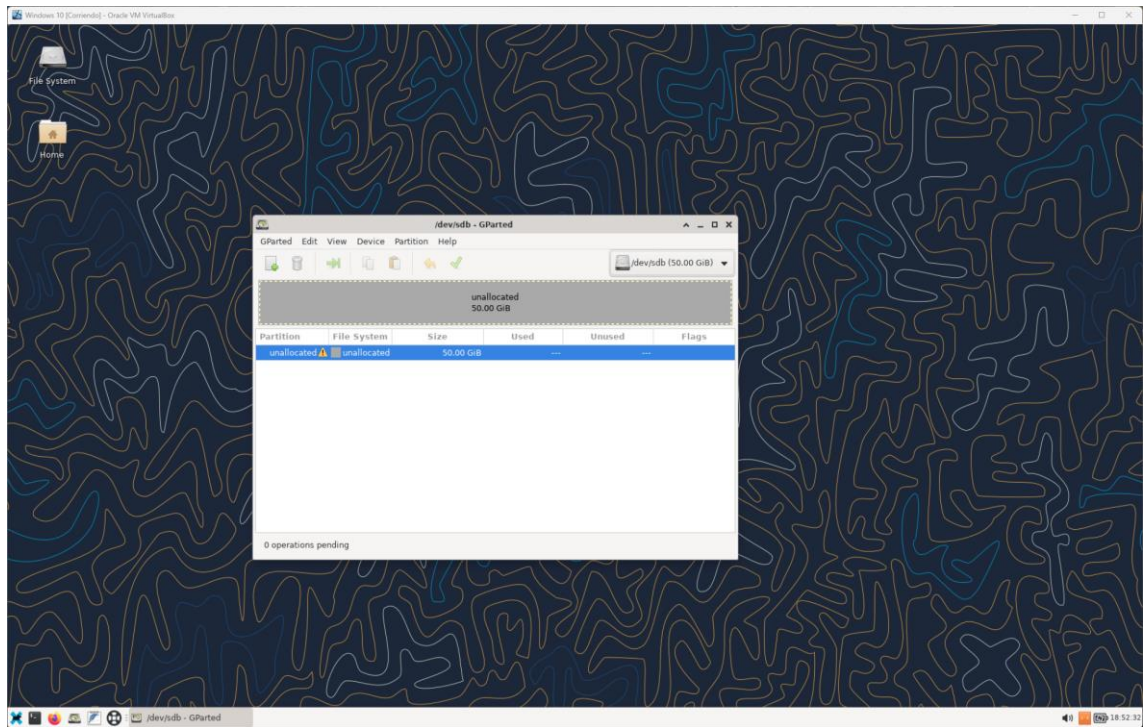 Windows 10 [Corriendo] - Oracle VM VirtualBox
File System
Home
/dev/sdb - GParted
GParted Edit View Device Partition Help
/dev/sdb (50.00 GiB)
unallocated
50.00 GiB
Partition File System Size Used Unused Flags
unallocated unallocated 50.00 GiB --- ---
0 operations pending
/dev/sdb - GParted
18:52:32